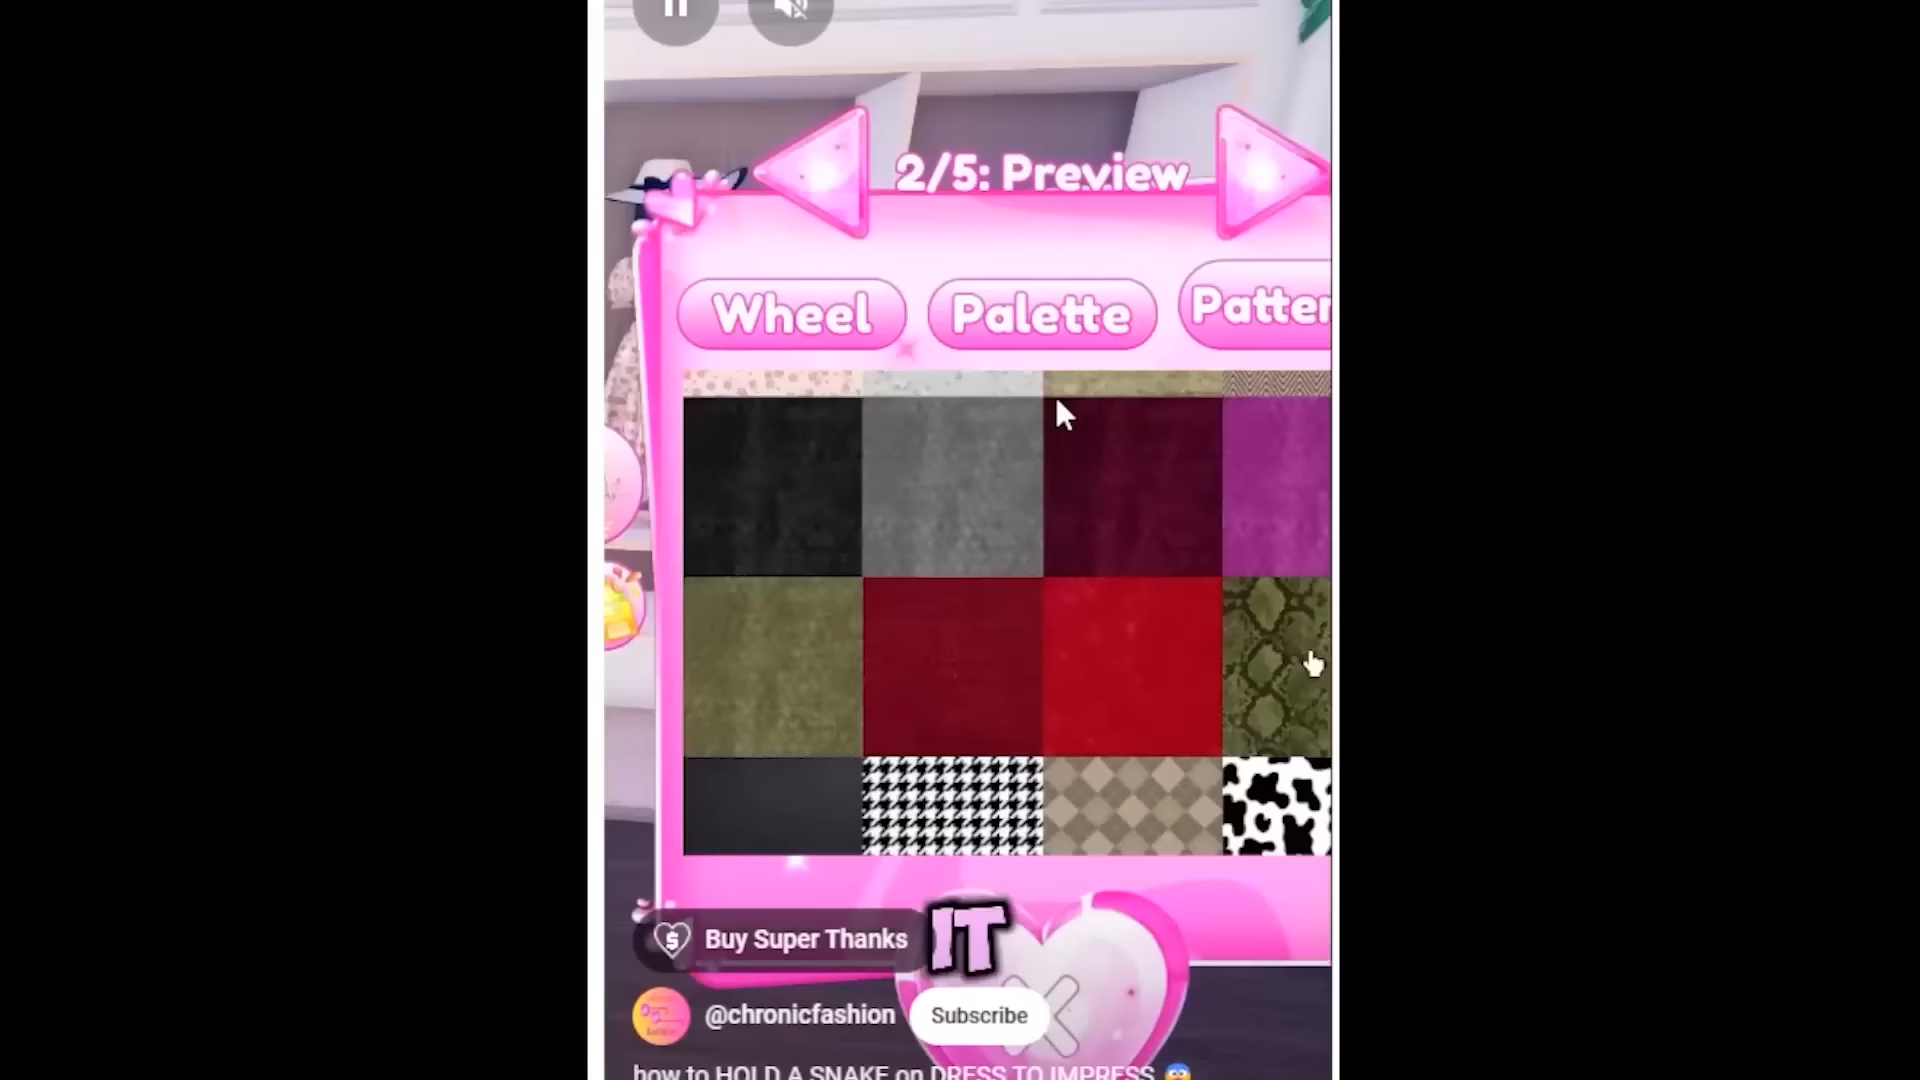 2/5: Preview
Wheel
Palette
Patter
Buy Super Thanks
IT
@chronicfashion
Subscribe
how to HOLD A SNAKE on DRESS TO IMPRESS 😱